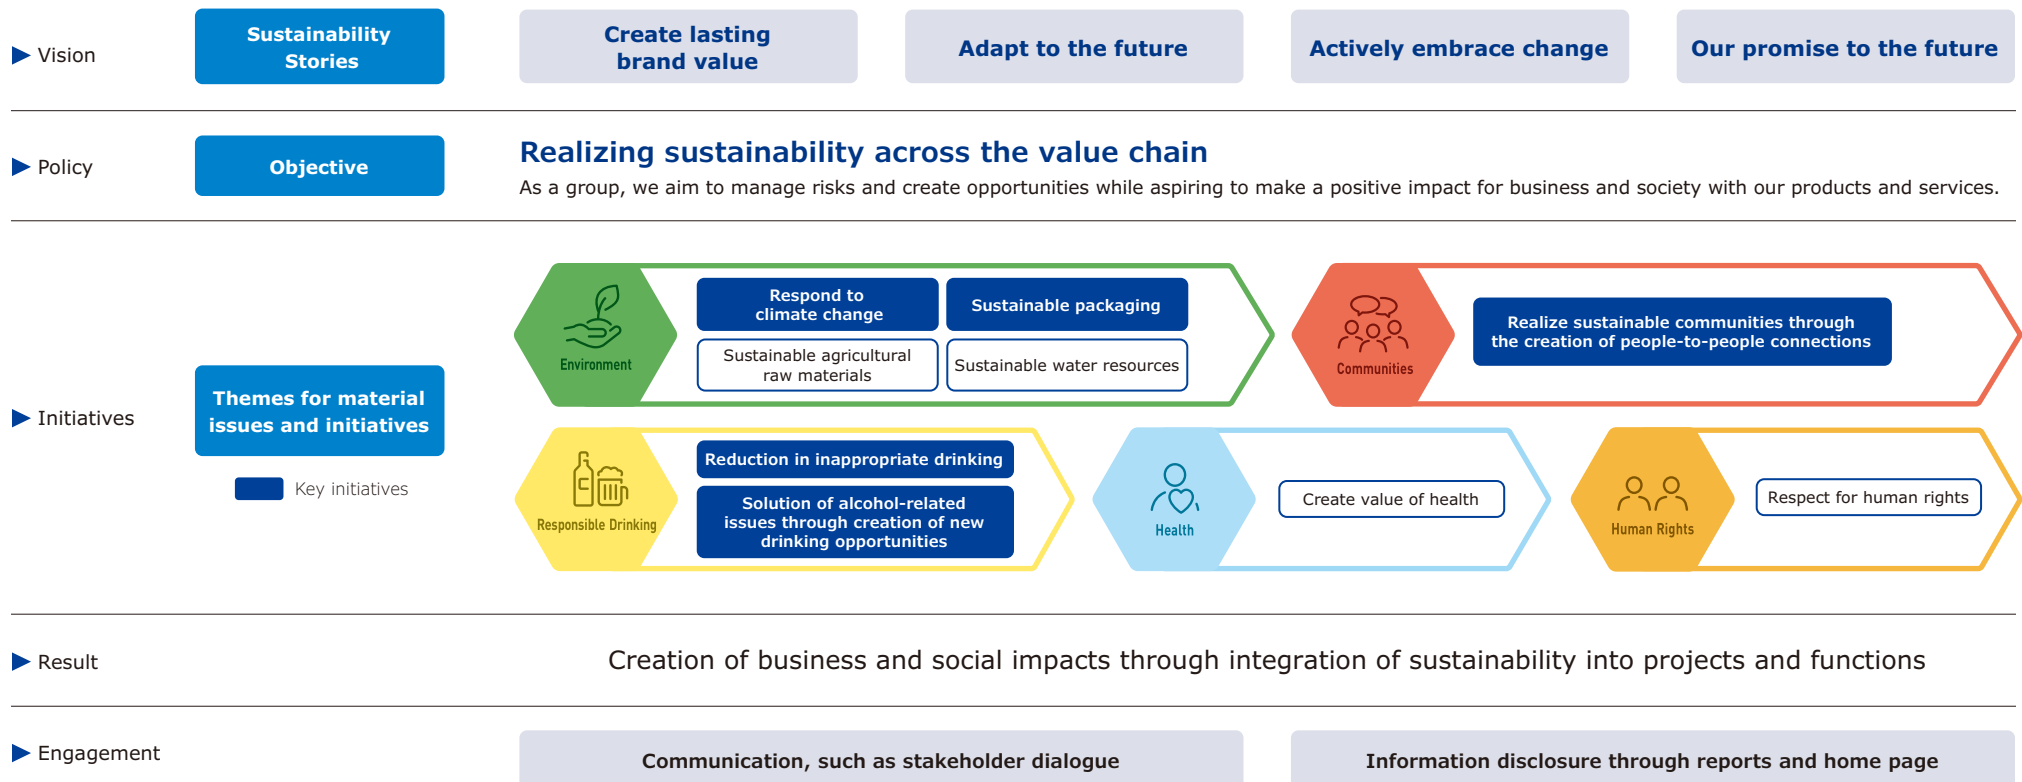 Vision
Sustainability
Stories
Create lasting
brand value
Adapt to the future
Actively embrace change
Our promise to the future
Policy
Objective
Realizing sustainability across the value chain
As a group, we aim to manage risks and create opportunities while aspiring to make a positive impact for business and society with our products and services.
Initiatives
Themes for material
issues and initiatives
Key initiatives
Environment
Respond to
climate change
Sustainable packaging
Sustainable agricultural
raw materials
Sustainable water resources
Communities
Realize sustainable communities through
the creation of people-to-people connections
Responsible Drinking
Reduction in inappropriate drinking
Solution of alcohol-related
issues through creation of new
drinking opportunities
Health
Create value of health
Human Rights
Respect for human rights
Result
Creation of business and social impacts through integration of sustainability into projects and functions
Engagement
Communication, such as stakeholder dialogue
Information disclosure through reports and home page